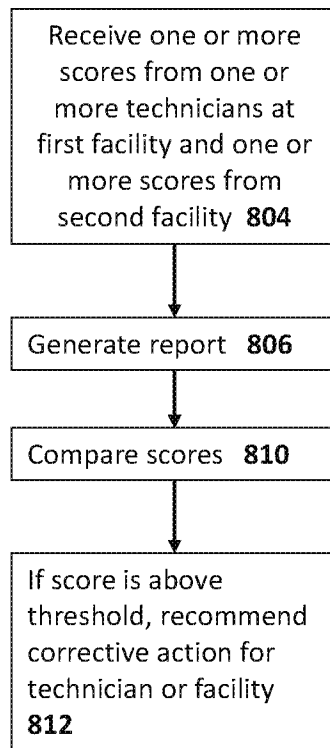 Receive one or more
scores from one or
more technicians at
first facility and one or
more scores from
second facility 804
Generate report 806
Compare scores 810
If score is above
threshold, recommend
corrective action for
technician or facility
812